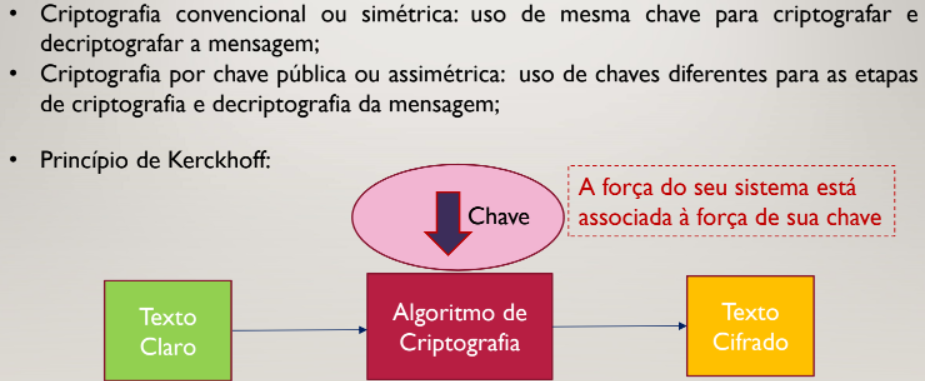 • Criptografia convencional ou simétrica: uso de mesma chave para criptografar e
decriptografar a mensagem;
• Criptografia por chave pública ou assimétrica: uso de chaves diferentes para as etapas
de criptografia e decriptografia da mensagem;
• Princípio de Kerckhoff:
A força do seu sistema está
associada à força de sua chave
Chave
Texto
Claro
Algoritmo de
Criptografia
Texto
Cifrado